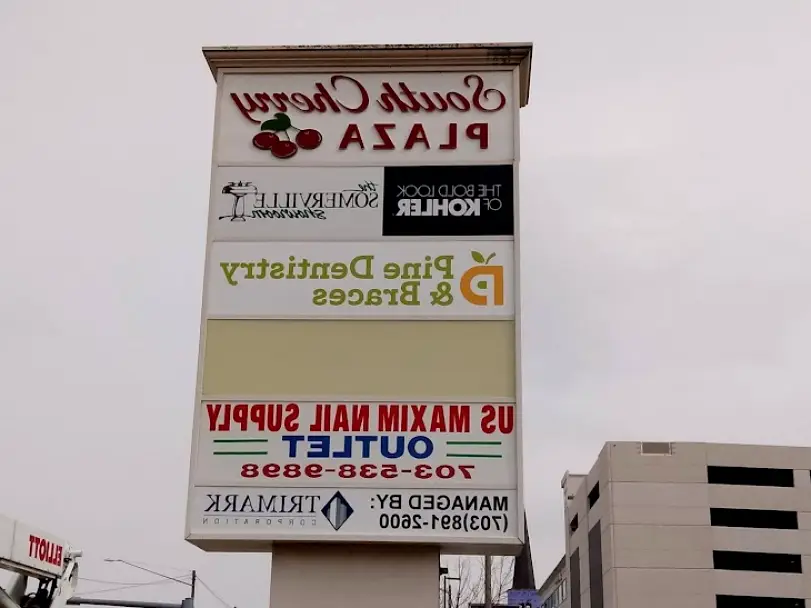 South Cherry
PLAZA
THE BOLD LOOK
OF KOHLER®
the
SOMERVILLE
showroom
Pine Dentistry
& Braces
US MAXIM NAIL SUPPLY
OUTLET
703-538-9898
MANAGED BY:
(703)891-2600
TRIMARK
CORPORATION
ELLIOTT